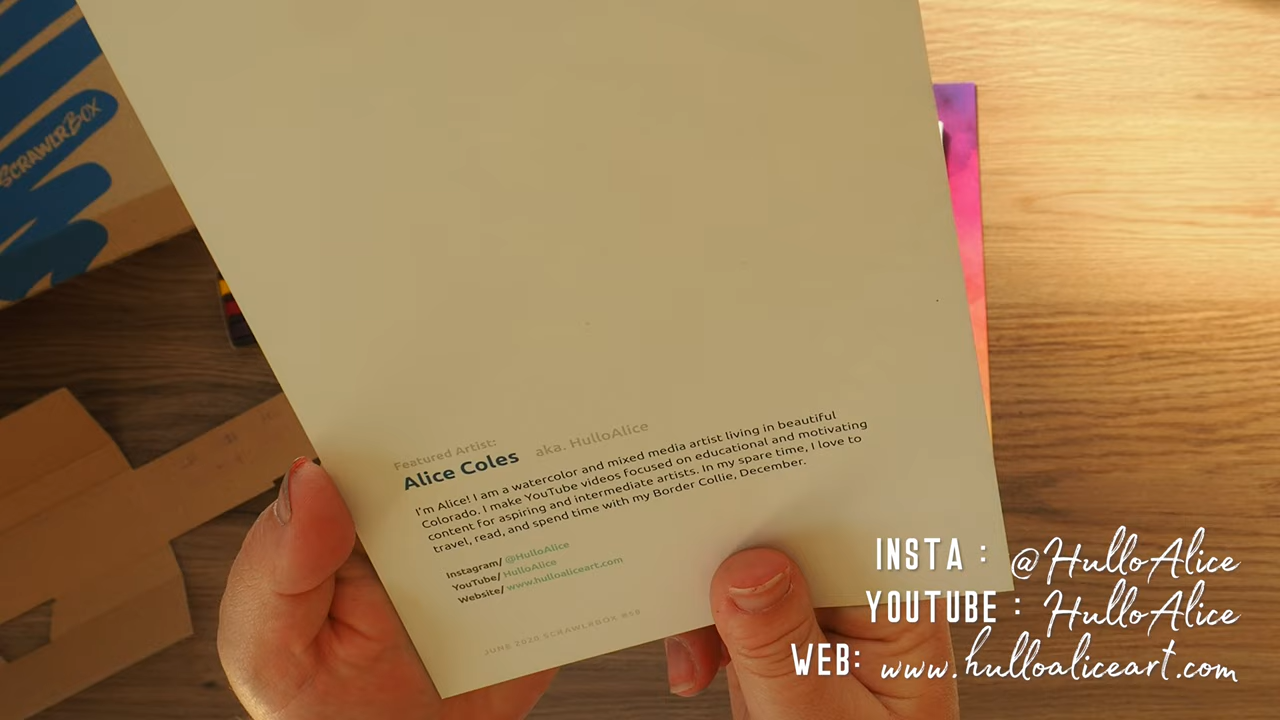 SCRAWLRBOX
Featured Artist:
Alice Coles aka. HulloAlice
I'm Alice! I am a watercolor and mixed media artist living in beautiful
Colorado. I make YouTube videos focused on educational and motivating
content for aspiring and intermediate artists. In my spare time, I love to
travel, read, and spend time with my Border Collie, December.
Instagram/ @HulloAlice
YouTube/ HulloAlice
Website/ www.hulloaliceart.com
JUNE 2020 SCRAWLRBOX #58
INSTA : @HulloAlice
YOUTUBE : HulloAlice
WEB: www.hulloaliceart.com